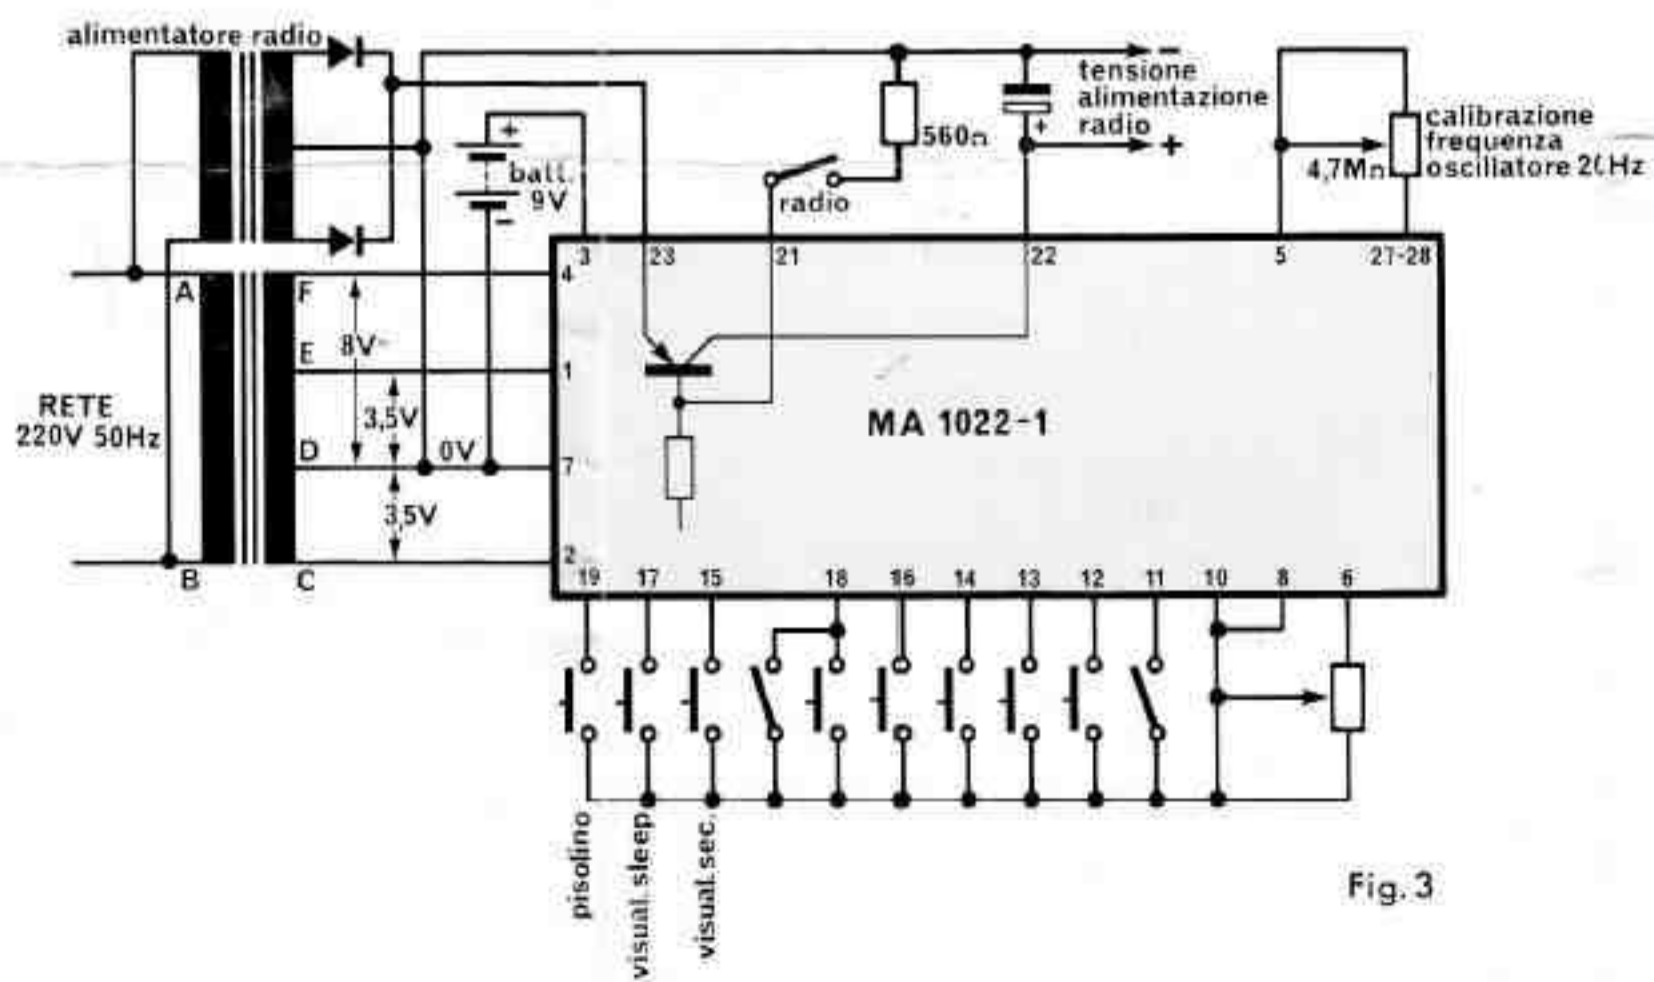 alimentatore radio
-
tensione
alimentazione
radio
+
560Ω
+
calibrazione
frequenza
oscillatore 20Hz
4,7MΩ
+
batt.
9V
-
radio
3
23
21
22
5
27-28
A
F
4
8V~
E
1
RETE
220V 50Hz
3,5V
MA 1022-1
D
0V
7
3,5V
B
C
2
19
17
15
18
16
14
13
12
11
10
8
6
pisolino
visual. sleep
visual. sec.
Fig. 3